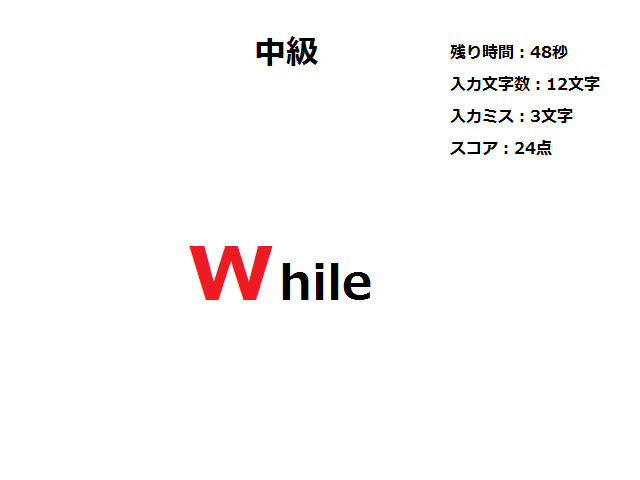 中級
残り時間：48秒
入力文字数：12文字
入力ミス：3文字
スコア：24点
While